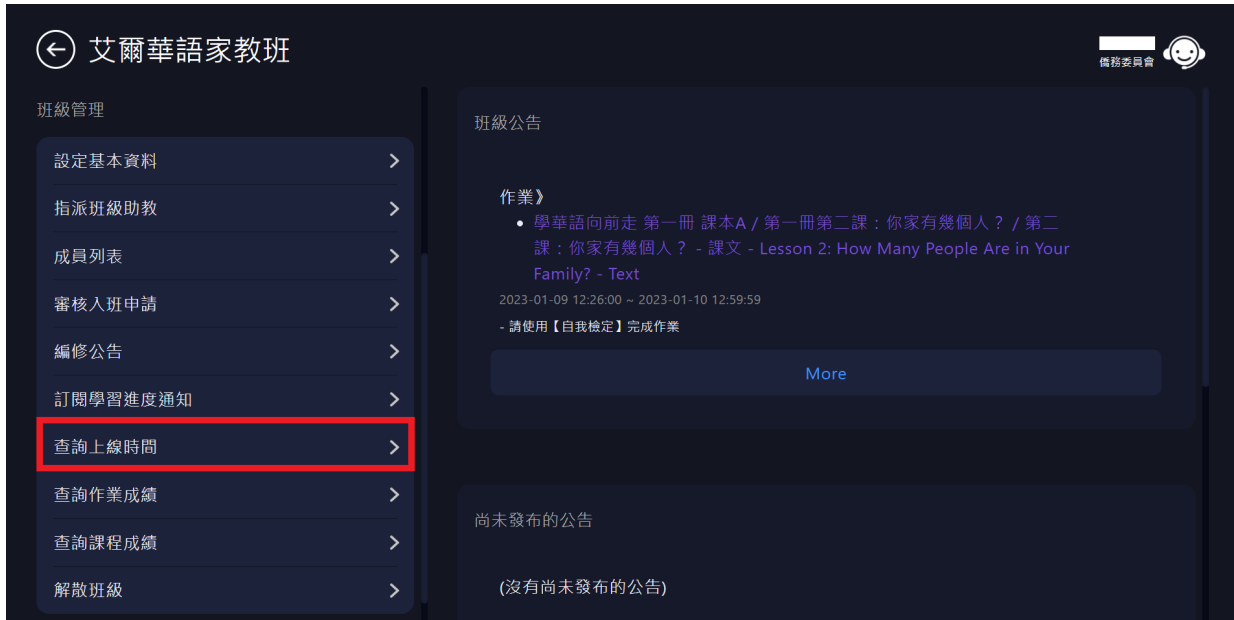 艾爾華語家教班
僑務委員會
班級管理
設定基本資料
指派班級助教
成員列表
審核入班申請
編修公告
訂閱學習進度通知
查詢上線時間
查詢作業成績
查詢課程成績
解散班級
班級公告
作業》
• 學華語向前走 第一冊 課本A / 第一冊第二課：你家有幾個人？ / 第二
課：你家有幾個人？ - 課文 - Lesson 2: How Many People Are in Your
Family? - Text
2023-01-09 12:26:00 ~ 2023-01-10 12:59:59
- 請使用【自我檢定】完成作業
More
尚未發布的公告
(沒有尚未發布的公告)